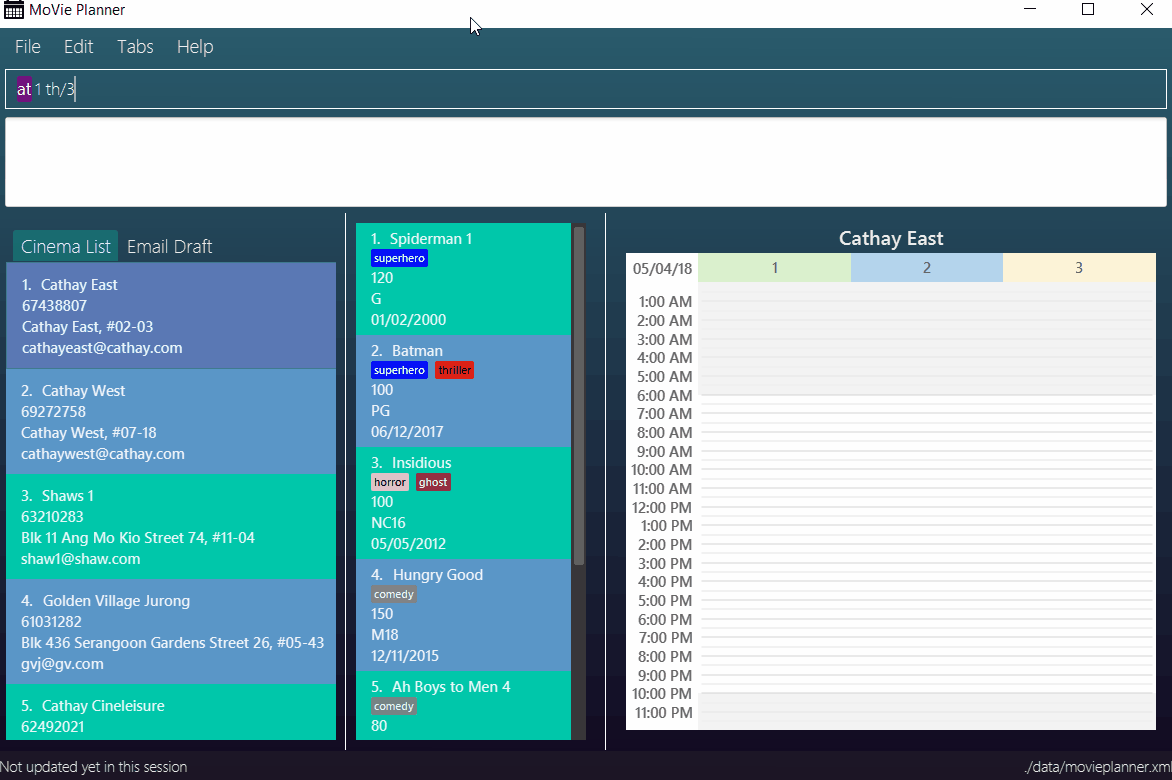 MoVie Planner
File Edit Tabs Help
at 1 th/3
Cinema List Email Draft
1. Cathay East
67438807
Cathay East, #02-03
cathayeast@cathay.com
2. Cathay West
69272758
Cathay West, #07-18
cathaywest@cathay.com
3. Shaws 1
63210283
Blk 11 Ang Mo Kio Street 74, #11-04
shaw1@shaw.com
4. Golden Village Jurong
61031282
Blk 436 Serangoon Gardens Street 26, #05-43
gvj@gv.com
5. Cathay Cineleisure
62492021
1. Spiderman 1
superhero
120
G
01/02/2000
2. Batman
superhero thriller
100
PG
06/12/2017
3. Insidious
horror ghost
100
NC16
05/05/2012
4. Hungry Good
comedy
150
M18
12/11/2015
5. Ah Boys to Men 4
comedy
80
Cathay East
05/04/18 1 2 3
1:00 AM
2:00 AM
3:00 AM
4:00 AM
5:00 AM
6:00 AM
7:00 AM
8:00 AM
9:00 AM
10:00 AM
11:00 AM
12:00 PM
1:00 PM
2:00 PM
3:00 PM
4:00 PM
5:00 PM
6:00 PM
7:00 PM
8:00 PM
9:00 PM
10:00 PM
11:00 PM
Not updated yet in this session
./data/movieplanner.xml